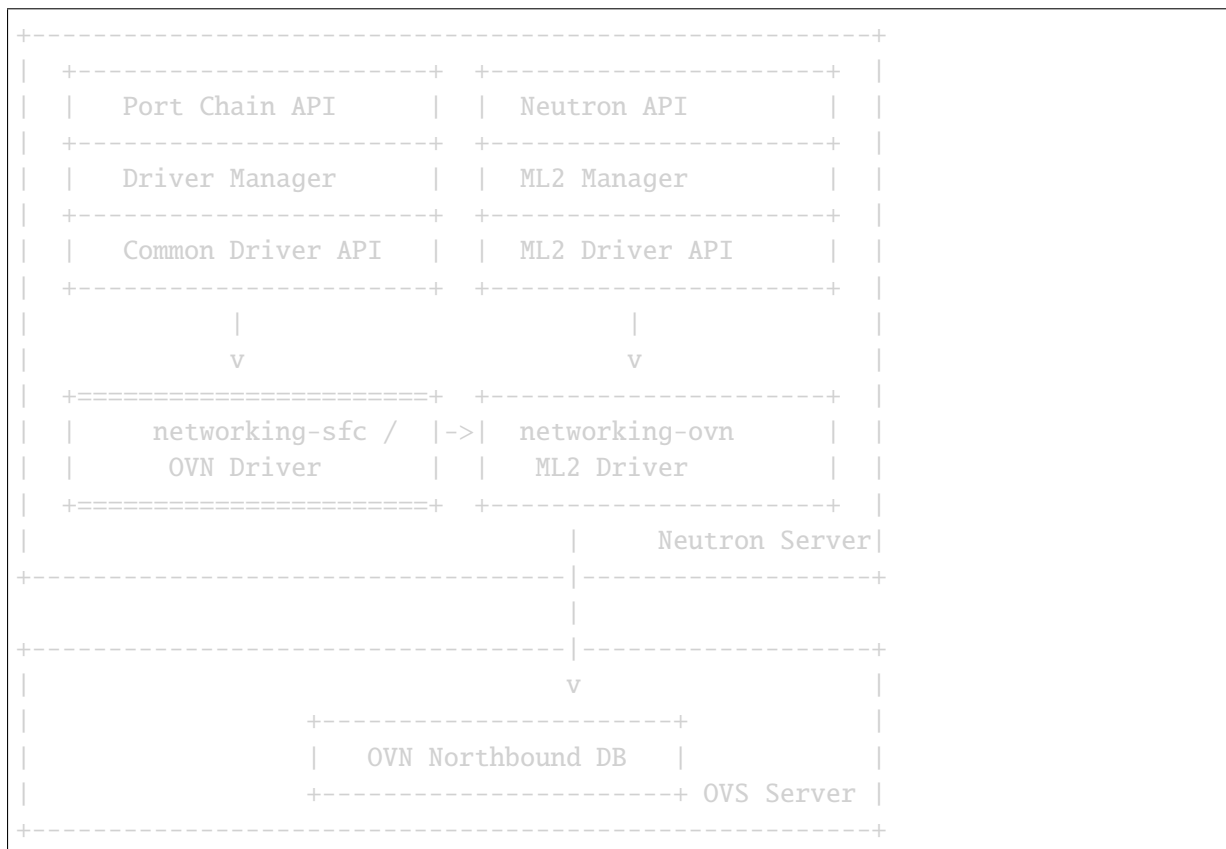 +-------------------------------------------------------+
|  +-----------------------+  +----------------------+  |
|  |   Port Chain API      |  |  Neutron API         |  |
|  +-----------------------+  +----------------------+  |
|  |   Driver Manager      |  |  ML2 Manager         |  |
|  +-----------------------+  +----------------------+  |
|  |   Common Driver API   |  |  ML2 Driver API      |  |
|  +-----------------------+  +----------------------+  |
|             |                         |               |
|             v                         v               |
|  +=======================+  +----------------------+  |
|  |     networking-sfc /  |->|  networking-ovn      |  |
|  |      OVN Driver       |  |   ML2 Driver         |  |
|  +=======================+  +----------------------+  |
|                                   |     Neutron Server|
+-----------------------------------|-------------------+
                                    |
+-----------------------------------|-------------------+
|                                   v                   |
|                  +-----------------------+            |
|                  |   OVN Northbound DB   |            |
|                  +-----------------------+ OVS Server |
+-------------------------------------------------------+